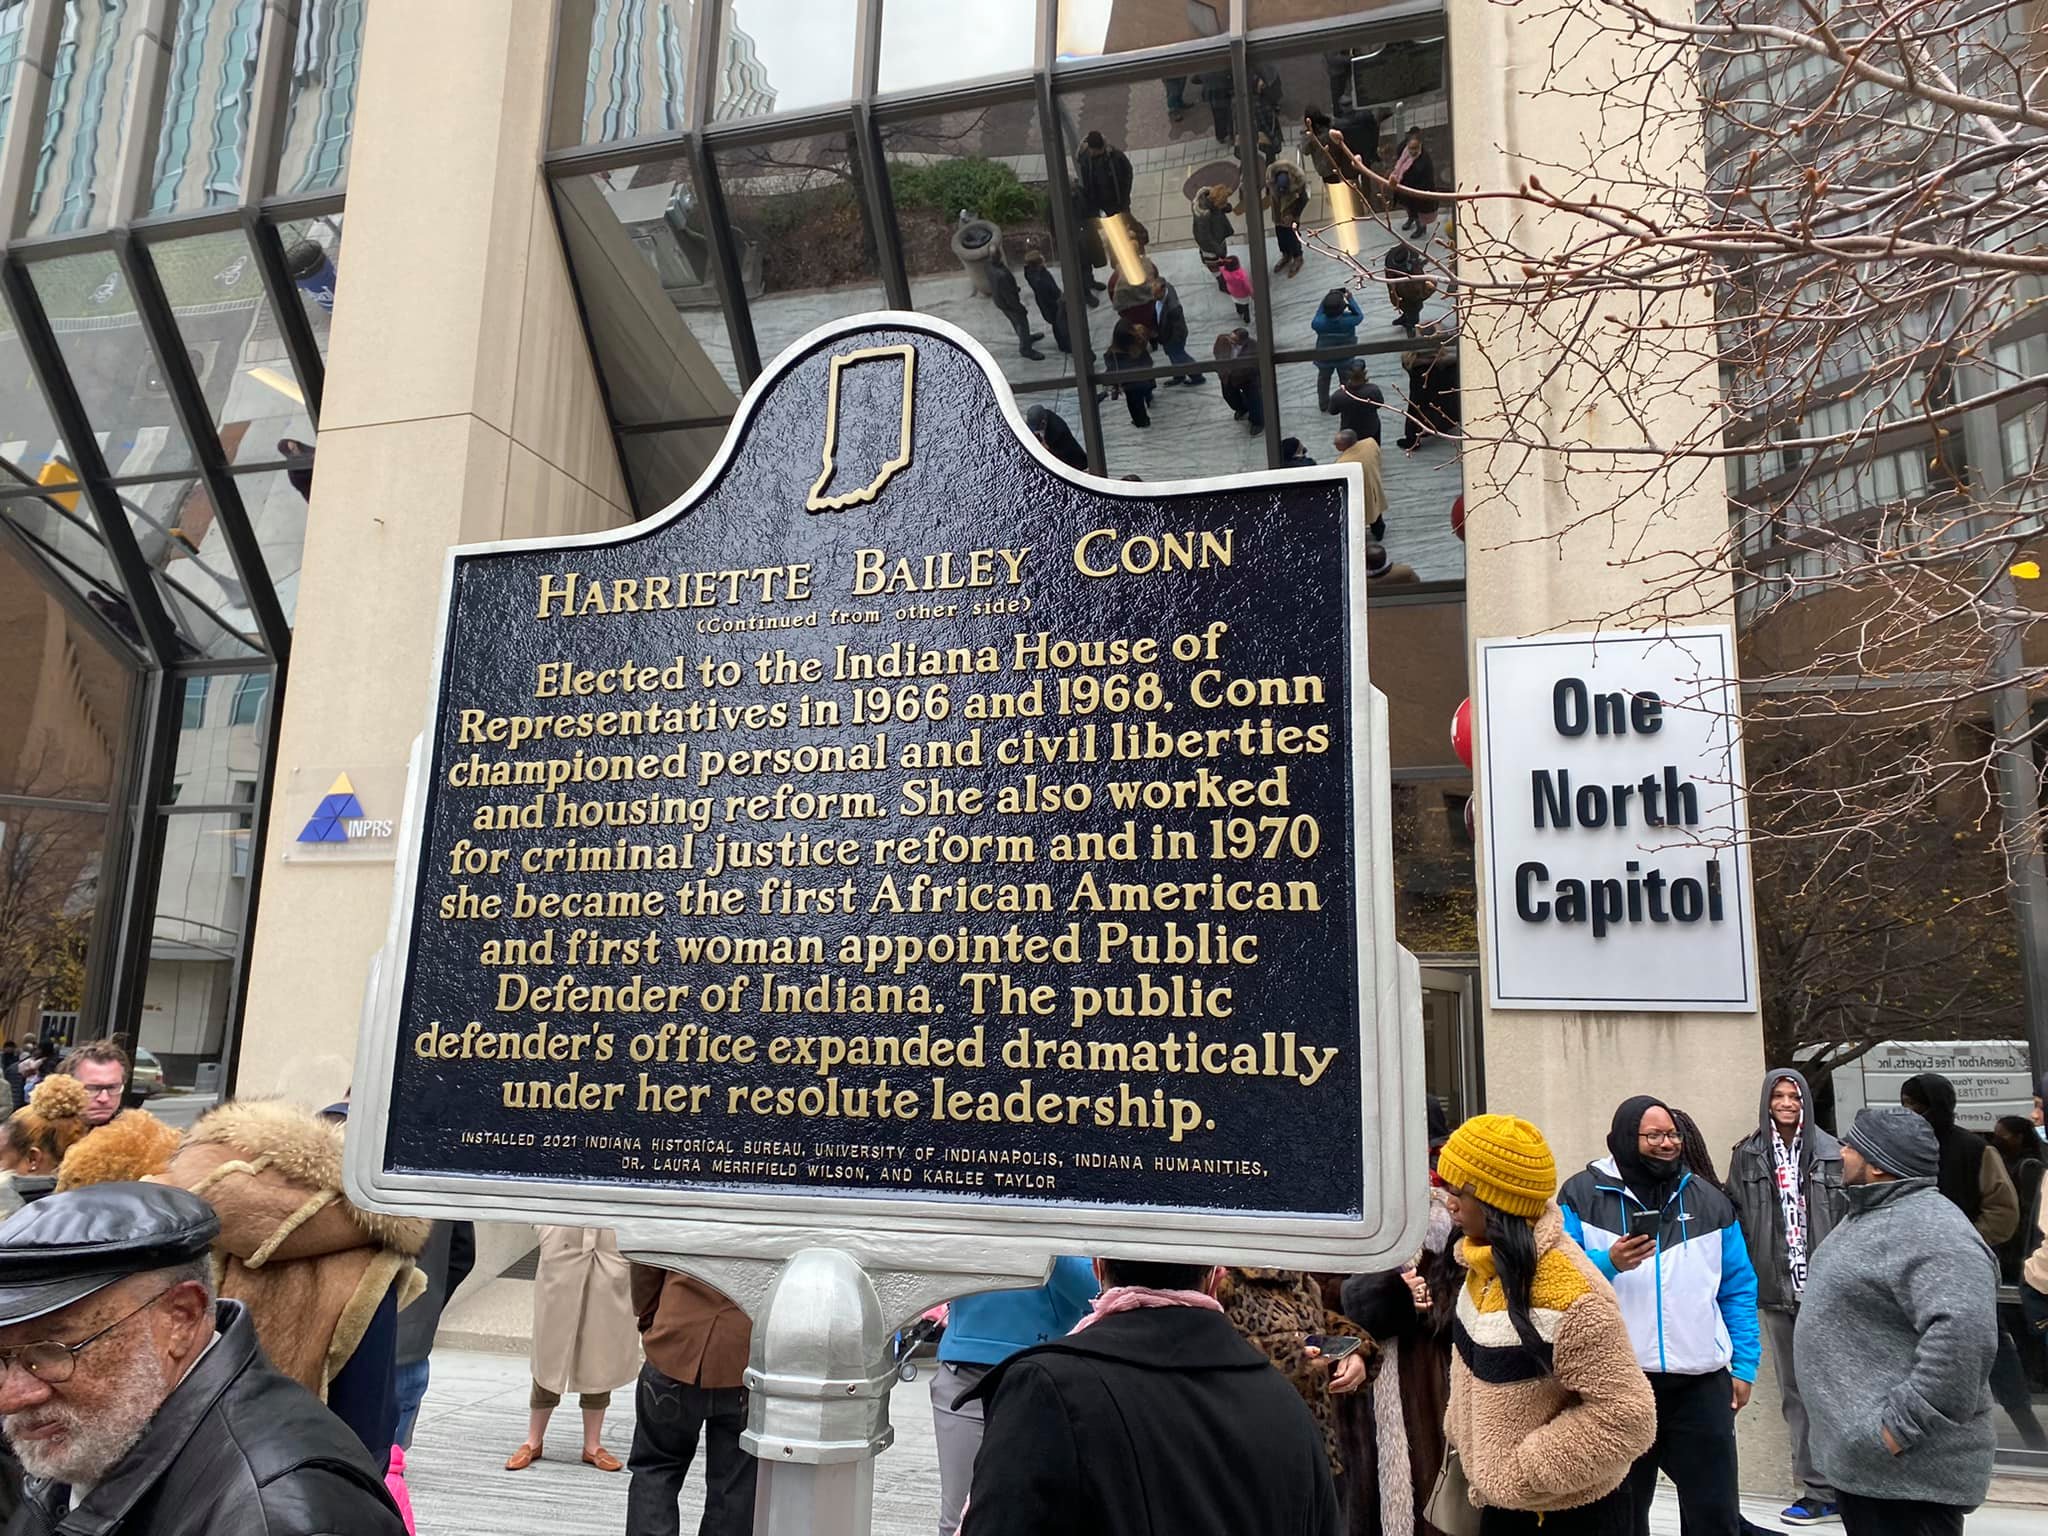 HARRIETTE BAILEY CONN
(Continued from other side)
Elected to the Indiana House of
Representatives in 1966 and 1968, Conn
championed personal and civil liberties
and housing reform. She also worked
for criminal justice reform and in 1970
she became the first African American
and first woman appointed Public
Defender of Indiana. The public
defender's office expanded dramatically
under her resolute leadership.
INSTALLED 2021 INDIANA HISTORICAL BUREAU, UNIVERSITY OF INDIANAPOLIS, INDIANA HUMANITIES,
DR. LAURA MERRIFIELD WILSON, AND KARLEE TAYLOR
INPRS
One
North
Capitol
GreenArbor Tree Experts, Inc